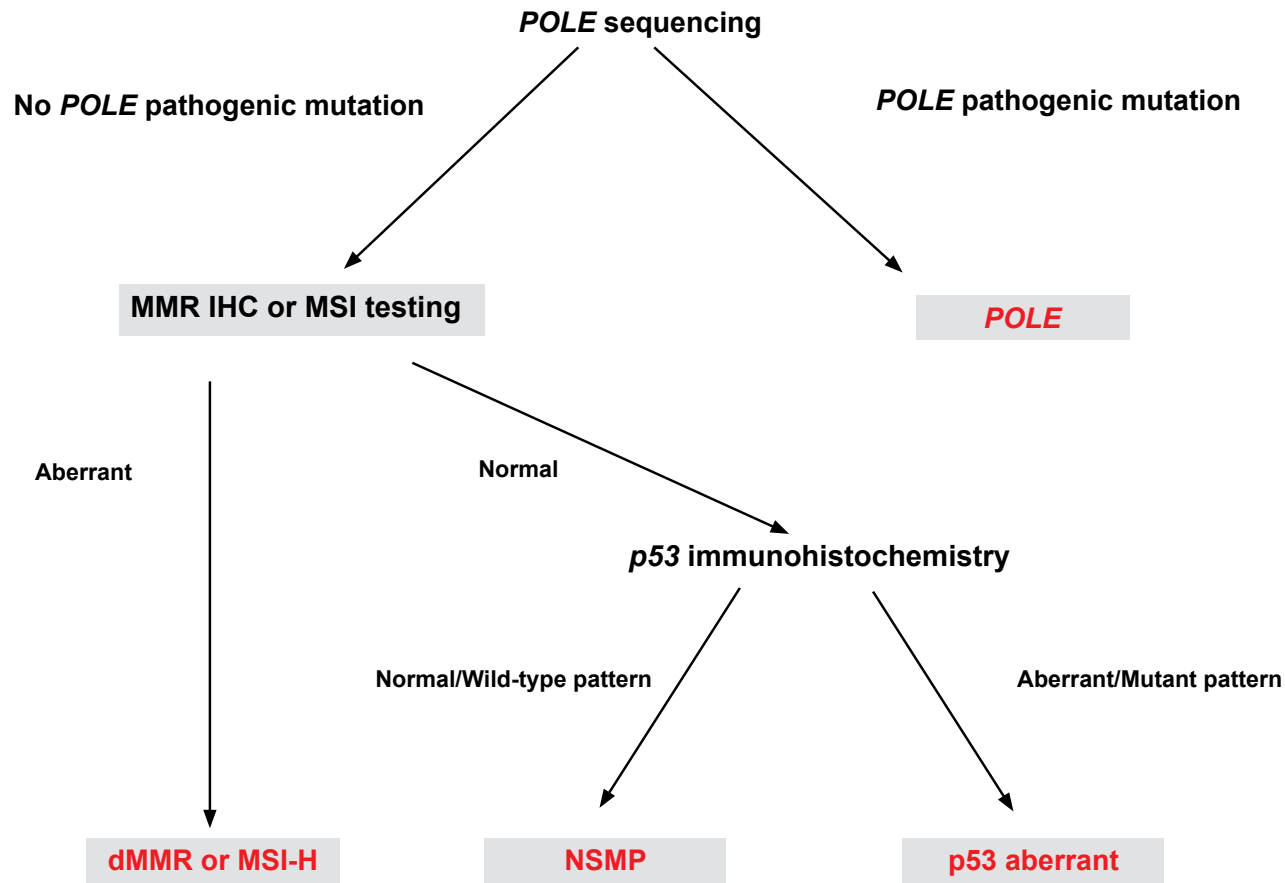 POLE sequencing
No POLE pathogenic mutation
POLE pathogenic mutation
MMR IHC or MSI testing
POLE
Aberrant
Normal
p53 immunohistochemistry
Normal/Wild-type pattern
Aberrant/Mutant pattern
dMMR or MSI-H
NSMP
p53 aberrant